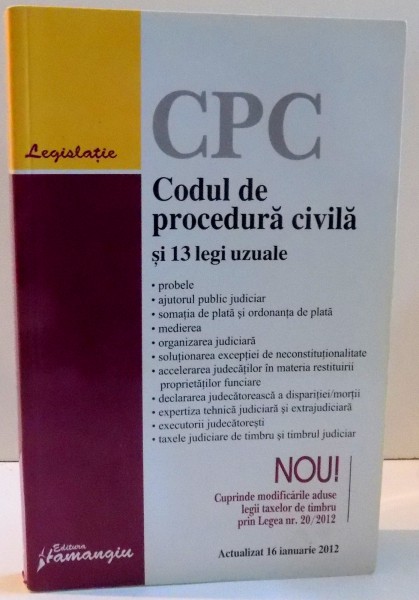 Legislație
CPC
Codul de
procedură civilă
și 13 legi uzuale
• probele
• ajutorul public judiciar
• somația de plată și ordonanța de plată
• medierea
• organizarea judiciară
• soluționarea excepției de neconstituționalitate
• accelerarea judecăților în materia restituirii
proprietăților funciare
• declararea judecătorească a dispariției/morții
• expertiza tehnică judiciară și extrajudiciară
• executorii judecătorești
• taxele judiciare de timbru și timbrul judiciar
NOU!
Cuprinde modificările aduse
legii taxelor de timbru
prin Legea nr. 20/2012
Editura
Hamangiu
Actualizat 16 ianuarie 2012